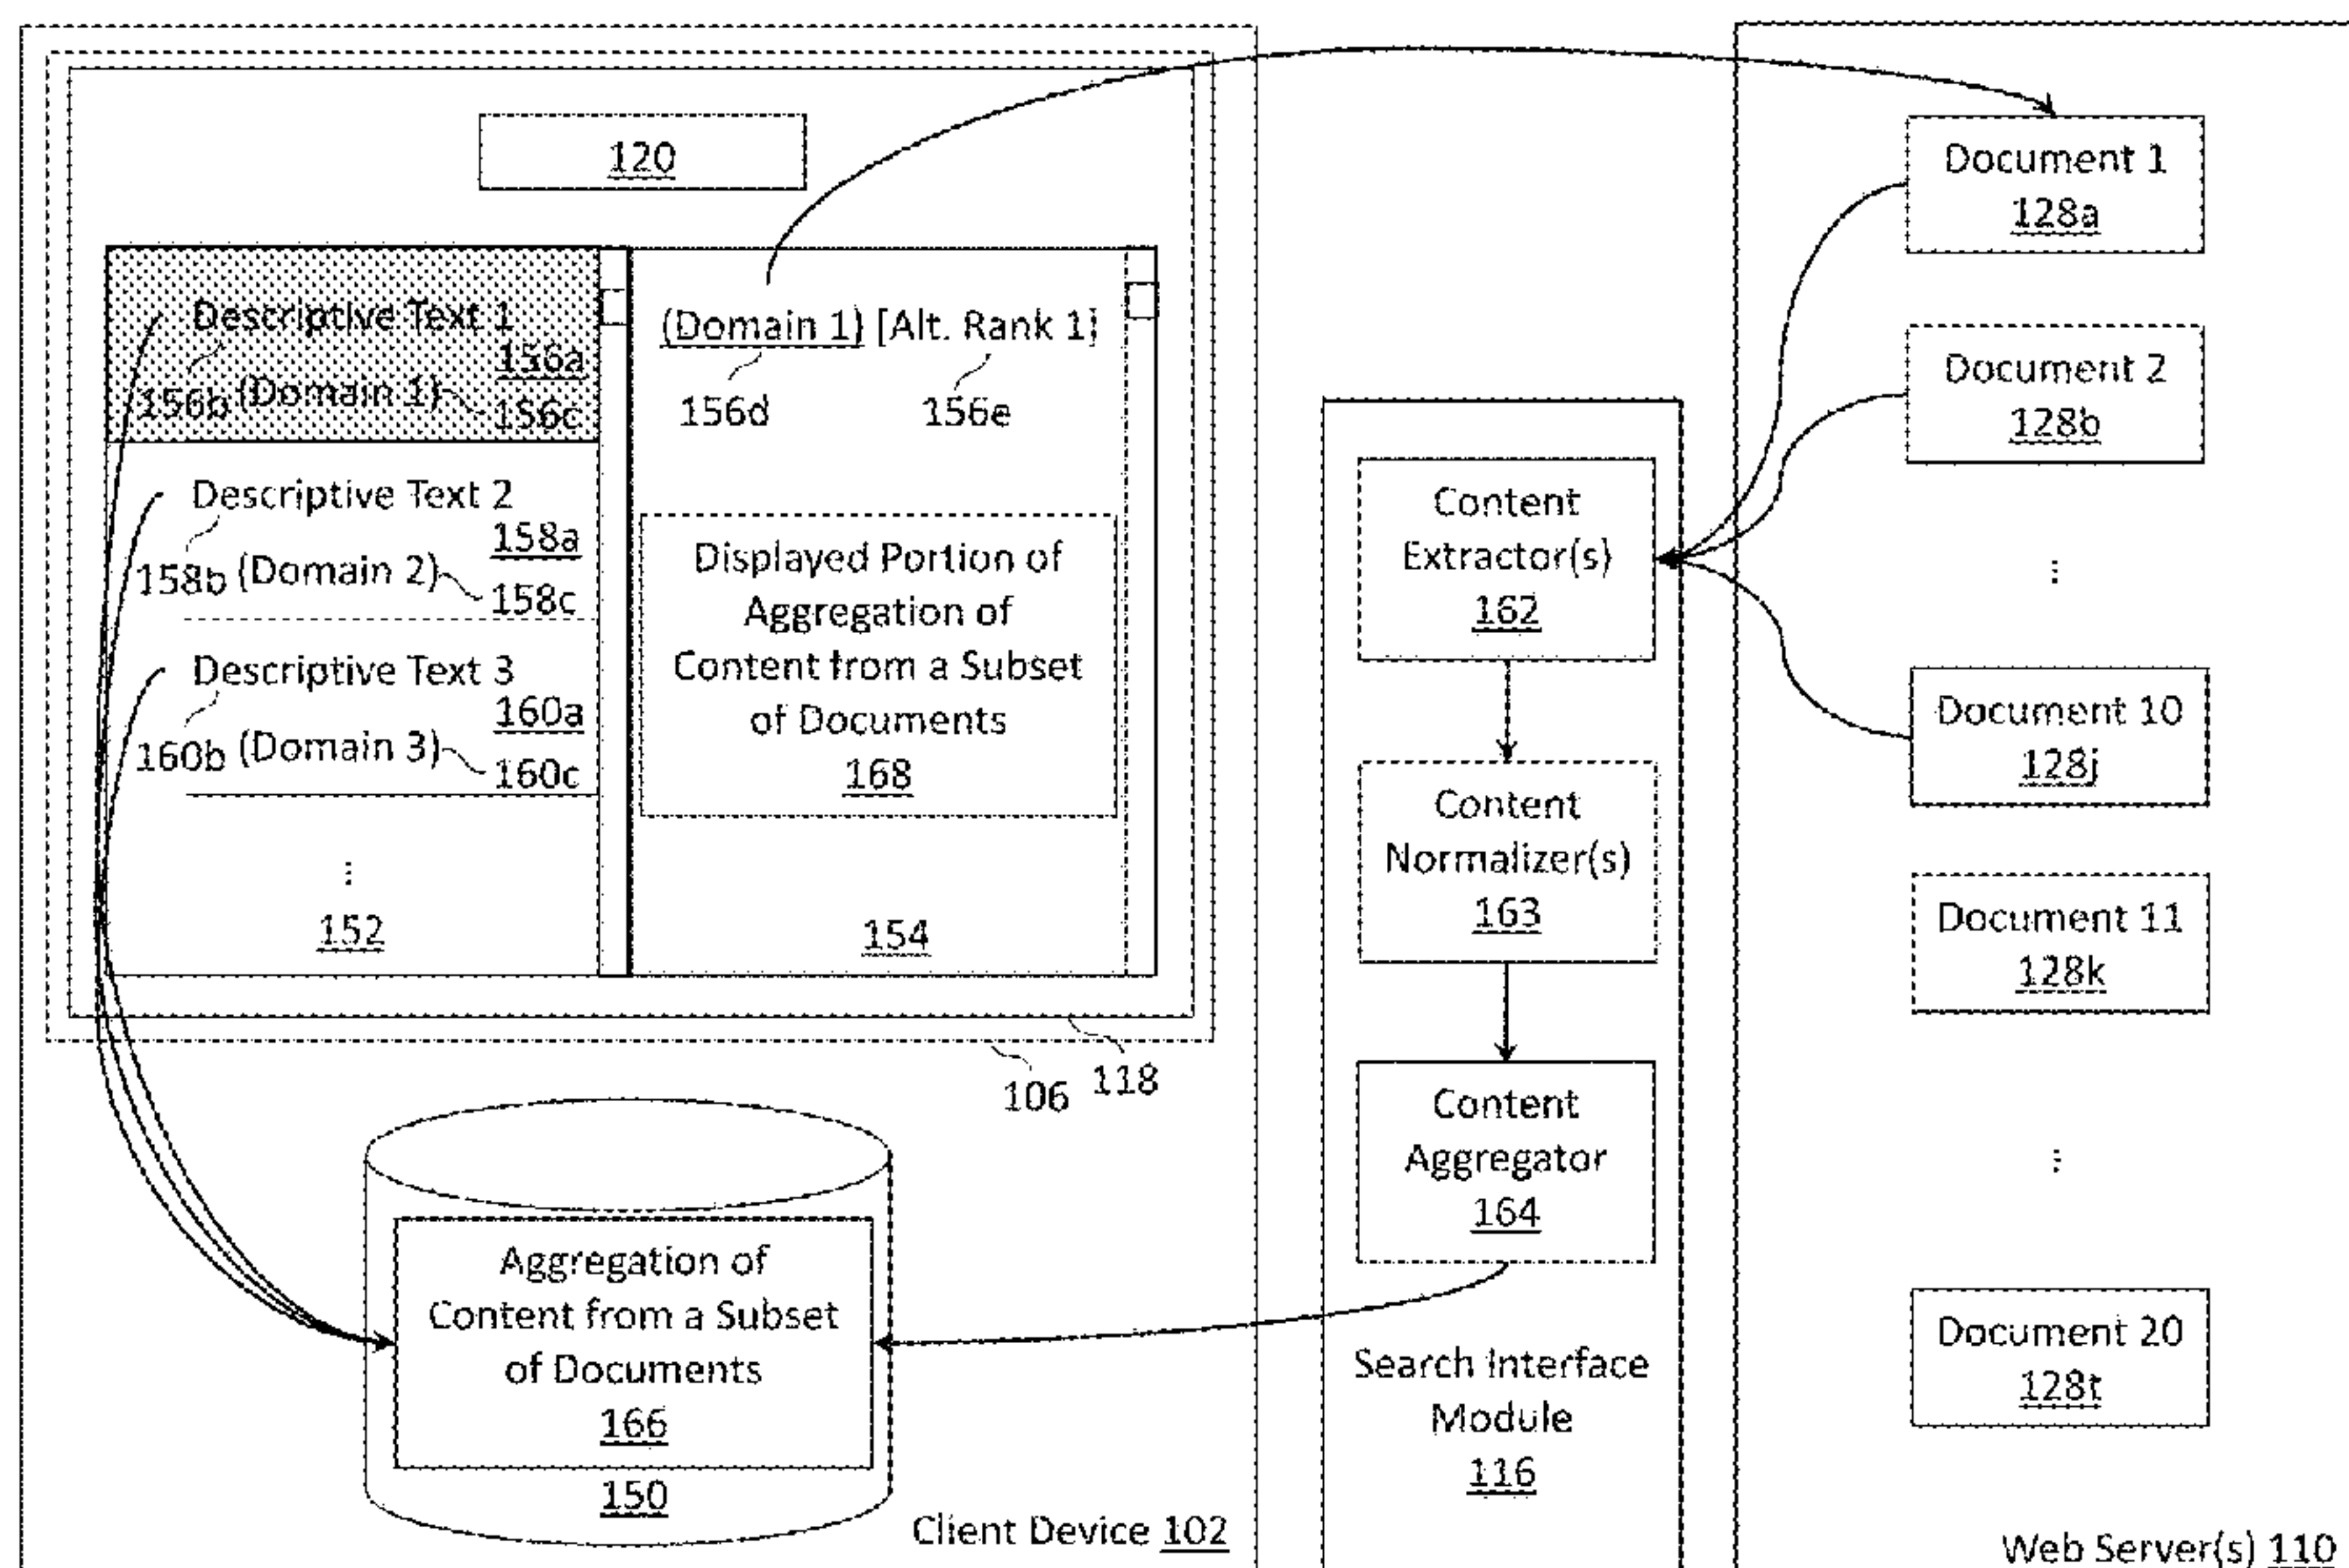 120
Descriptive Text 1
156a
156b (Domain 1) 156c
Descriptive Text 2
158a
158b (Domain 2) 158c
Descriptive Text 3
160a
160b (Domain 3) 160c
⋮
152
(Domain 1) [Alt. Rank 1]
156d 156e
Displayed Portion of
Aggregation of
Content from a Subset
of Documents
168
154
118
106
Aggregation of
Content from a Subset
of Documents
166
150
Client Device 102
Content
Extractor(s)
162
Content
Normalizer(s)
163
Content
Aggregator
164
Search Interface
Module
116
Document 1
128a
Document 2
128b
⋮
Document 10
128j
Document 11
128k
⋮
Document 20
128t
Web Server(s) 110